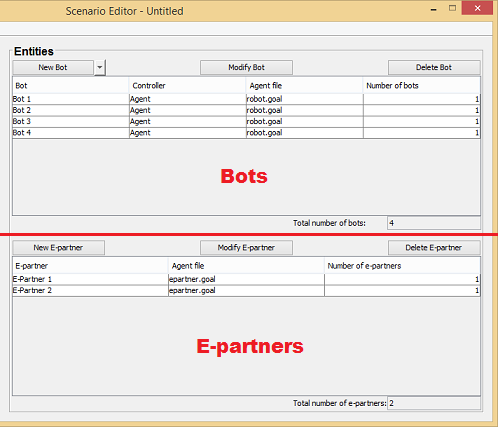 Scenario Editor - Untitled
Entities
New Bot Modify Bot Delete Bot
Bot Controller Agent file Number of bots
Bot 1 Agent robot.goal 1
Bot 2 Agent robot.goal 1
Bot 3 Agent robot.goal 1
Bot 4 Agent robot.goal 1
Bots
Total number of bots: 4
New E-partner Modify E-partner Delete E-partner
E-partner Agent file Number of e-partners
E-Partner 1 epartner.goal 1
E-Partner 2 epartner.goal 1
E-partners
Total number of e-partners: 2